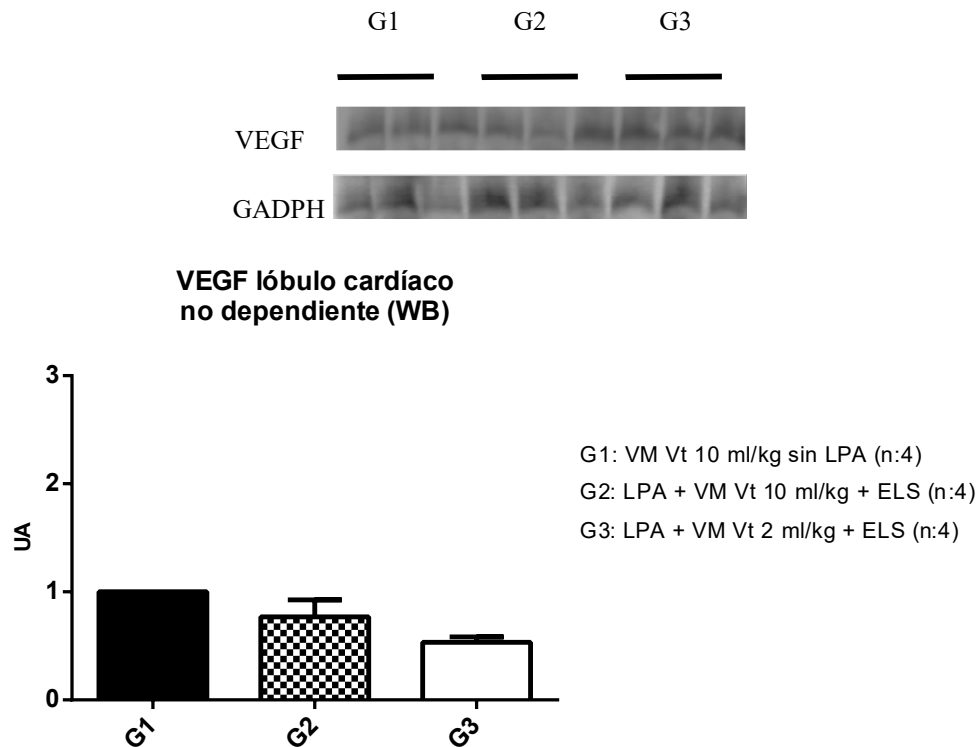 G1 G2 G3
VEGF
GADPH
VEGF lóbulo cardíaco
no dependiente (WB)
3
2
1
0
UA
G1 G2 G3
G1: VM Vt 10 ml/kg sin LPA (n:4)
G2: LPA + VM Vt 10 ml/kg + ELS (n:4)
G3: LPA + VM Vt 2 ml/kg + ELS (n:4)